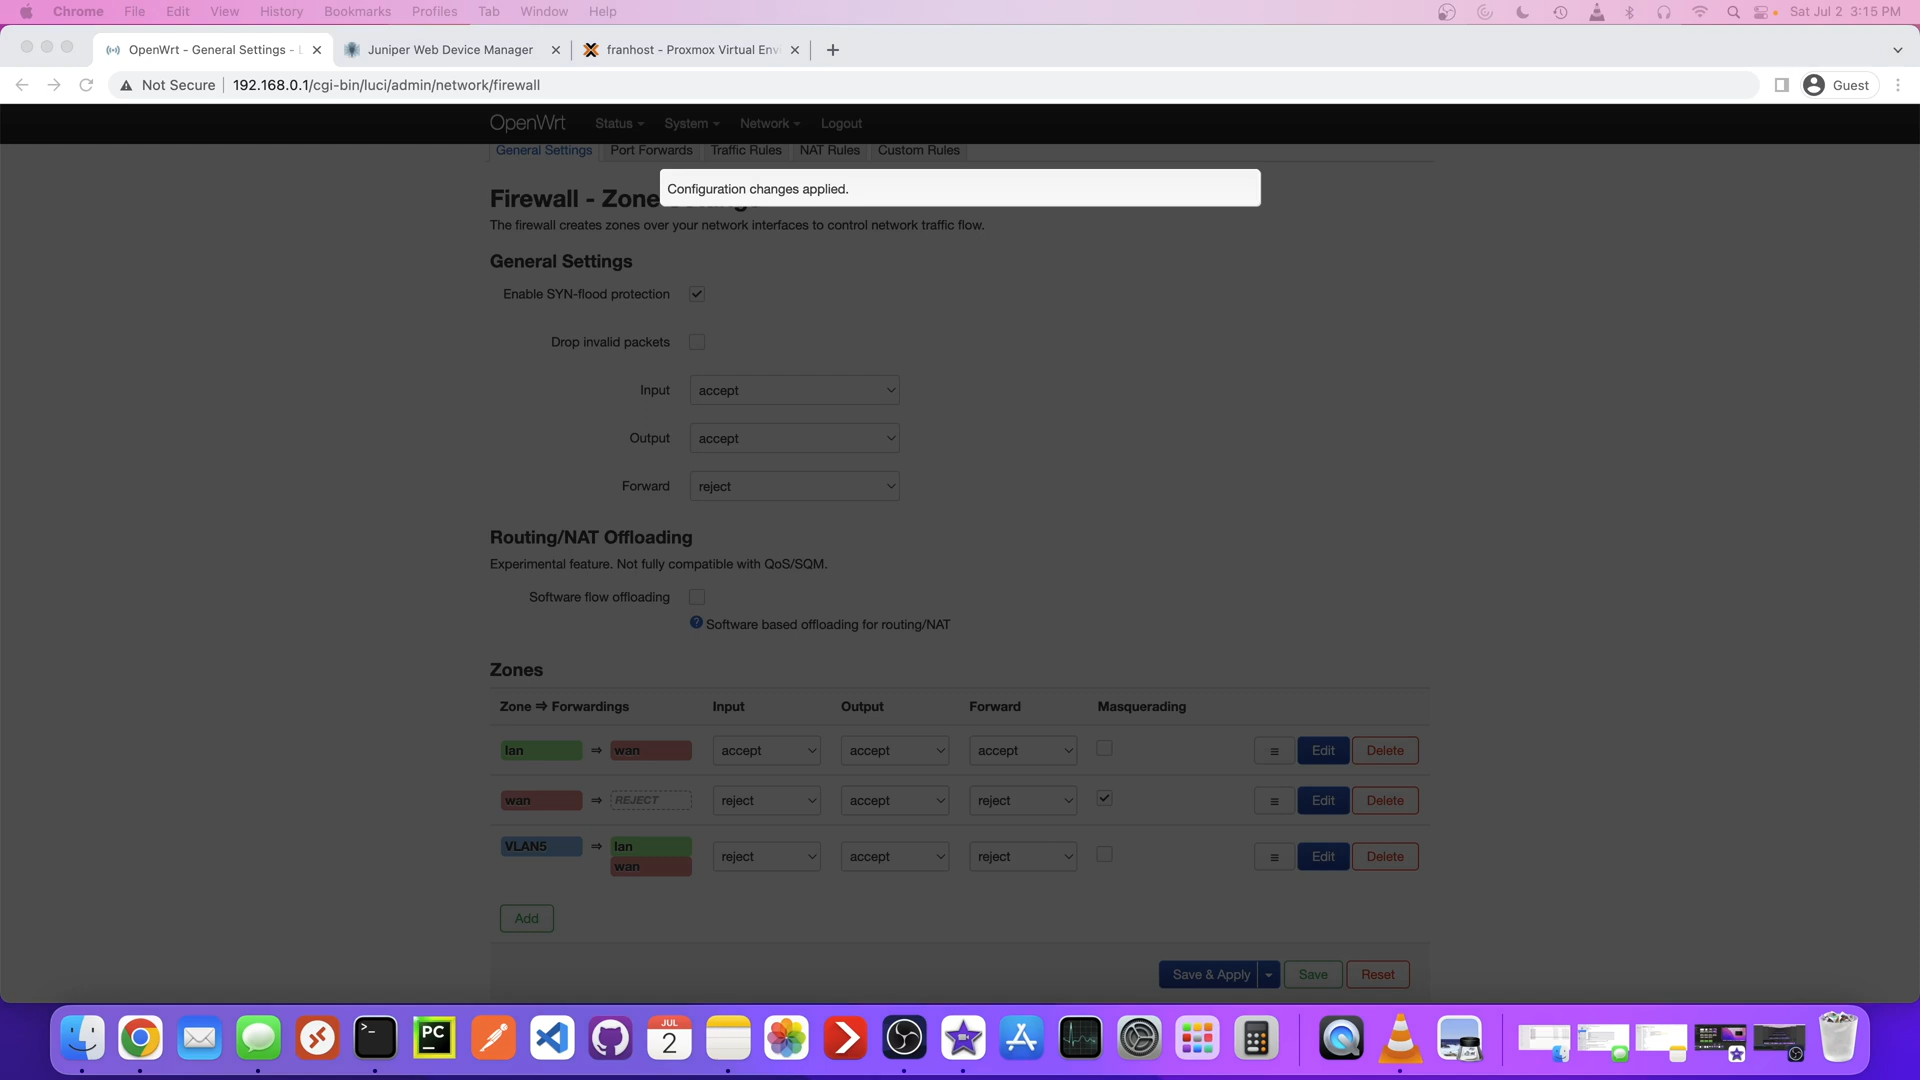 Chrome File Edit View History Bookmarks Profiles Tab Window Help Sat Jul 2 3:15 PM
OpenWrt - General Settings - L Juniper Web Device Manager franhost - Proxmox Virtual Envi
Not Secure 192.168.0.1/cgi-bin/luci/admin/network/firewall Guest
OpenWrt Status System Network Logout
General Settings Port Forwards Traffic Rules NAT Rules Custom Rules
Configuration changes applied.
Firewall - Zone
The firewall creates zones over your network interfaces to control network traffic flow.
General Settings
Enable SYN-flood protection
Drop invalid packets
Input accept
Output accept
Forward reject
Routing/NAT Offloading
Experimental feature. Not fully compatible with QoS/SQM.
Software flow offloading
Software based offloading for routing/NAT
Zones
Zone ⇒ Forwardings Input Output Forward Masquerading
lan ⇒ wan accept accept accept Edit Delete
wan ⇒ REJECT reject accept reject Edit Delete
VLAN5 ⇒ lan reject accept reject Edit Delete
wan
Add
Save & Apply Save Reset
PC
JUL
2